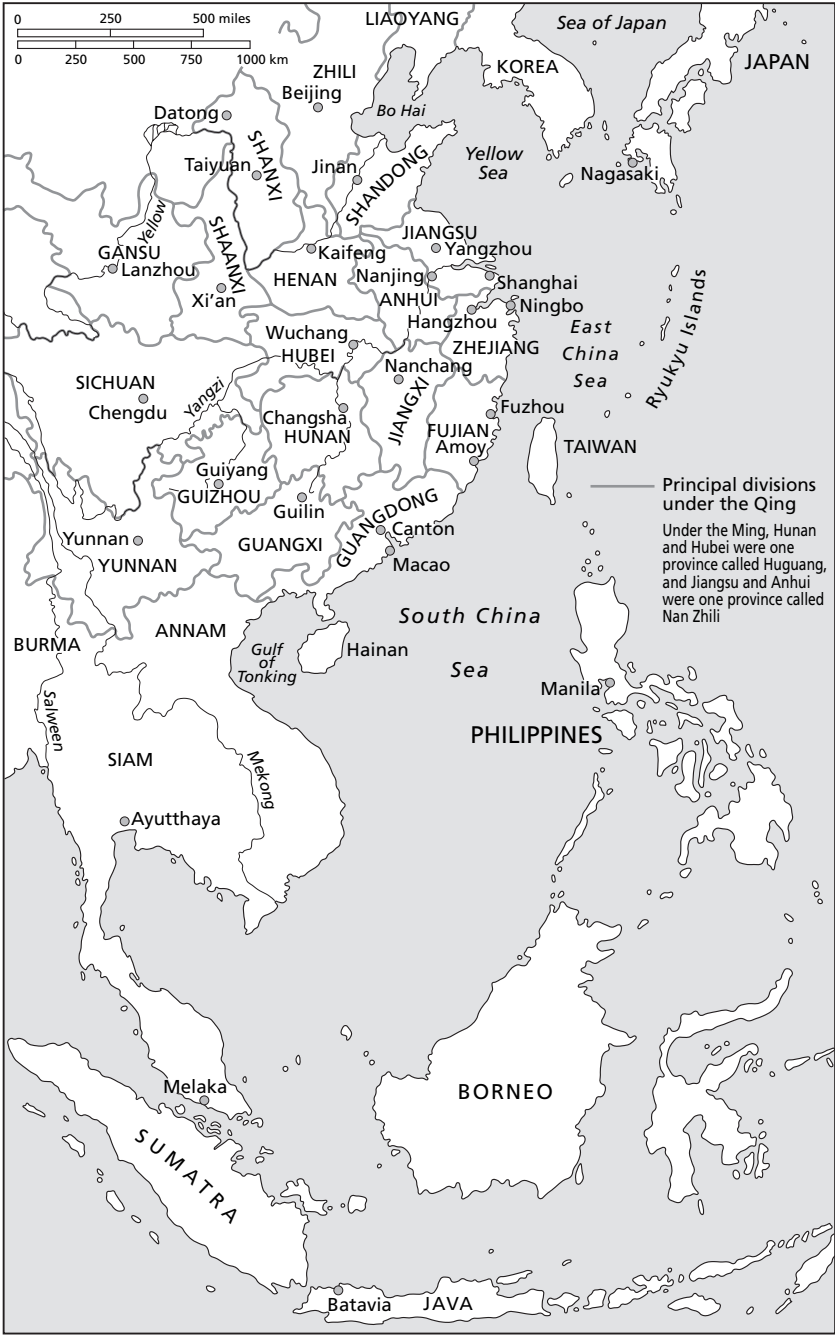 0 250 500 miles
0 250 500 750 1000 km
LIAOYANG
Sea of Japan
JAPAN
KOREA
ZHILI
Beijing
Bo Hai
Datong
SHANXI
Taiyuan
Jinan
SHANDONG
Yellow
Sea
Nagasaki
Yellow
SHAANXI
GANSU
Lanzhou
Xi’an
JIANGSU
Yangzhou
Kaifeng
HENAN
Nanjing
ANHUI
Shanghai
Ningbo
Hangzhou
ZHEJIANG
East
China
Sea
Ryukyu Islands
Wuchang
HUBEI
Nanchang
SICHUAN
Chengdu
Yangzi
Changsha
HUNAN
JIANGXI
FUJIAN
Amoy
Fuzhou
TAIWAN
Guiyang
GUIZHOU
Guilin
GUANGDONG
Canton
Macao
Yunnan
YUNNAN
GUANGXI
Principal divisions
under the Qing
Under the Ming, Hunan
and Hubei were one
province called Huguang,
and Jiangsu and Anhui
were one province called
Nan Zhili
BURMA
ANNAM
Gulf
of
Tonking
Hainan
South China
Sea
Manila
PHILIPPINES
Salween
SIAM
Mekong
Ayutthaya
Melaka
BORNEO
SUMATRA
Batavia
JAVA